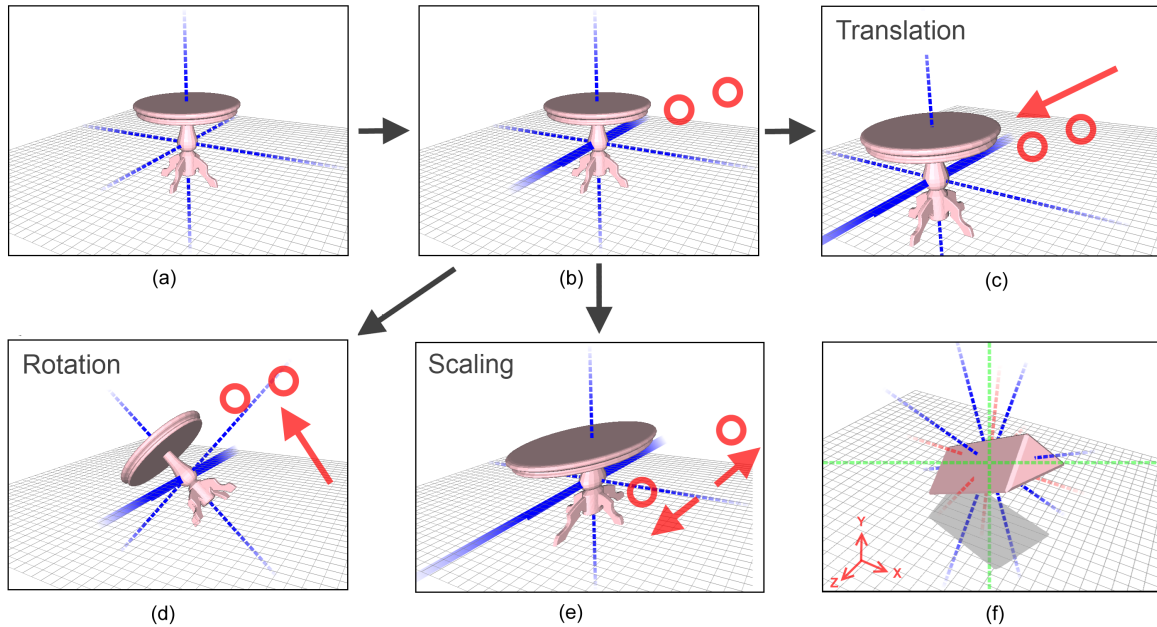 Translation
(a)
(b)
(c)
Rotation
Scaling
Y
X
Z
(d)
(e)
(f)